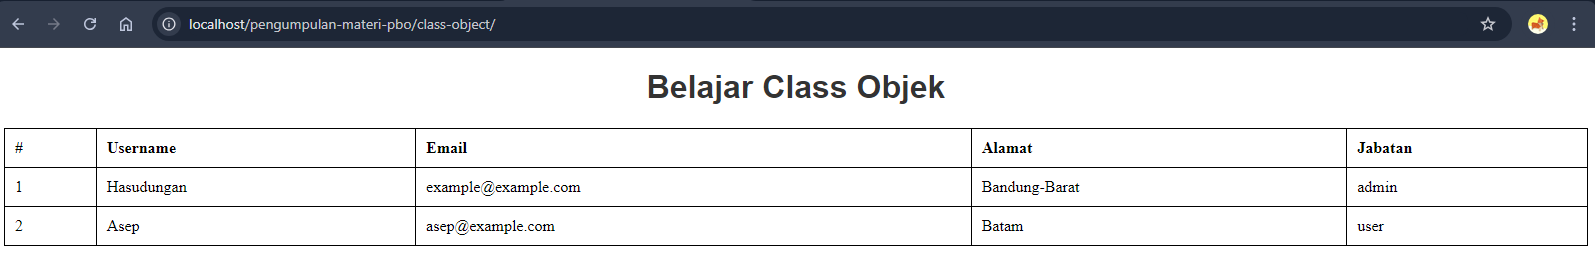 localhost/pengumpulan-materi-pbo/class-object/
Belajar Class Objek
# Username Email Alamat Jabatan
1 Hasudungan example@example.com Bandung-Barat admin
2 Asep asep@example.com Batam user